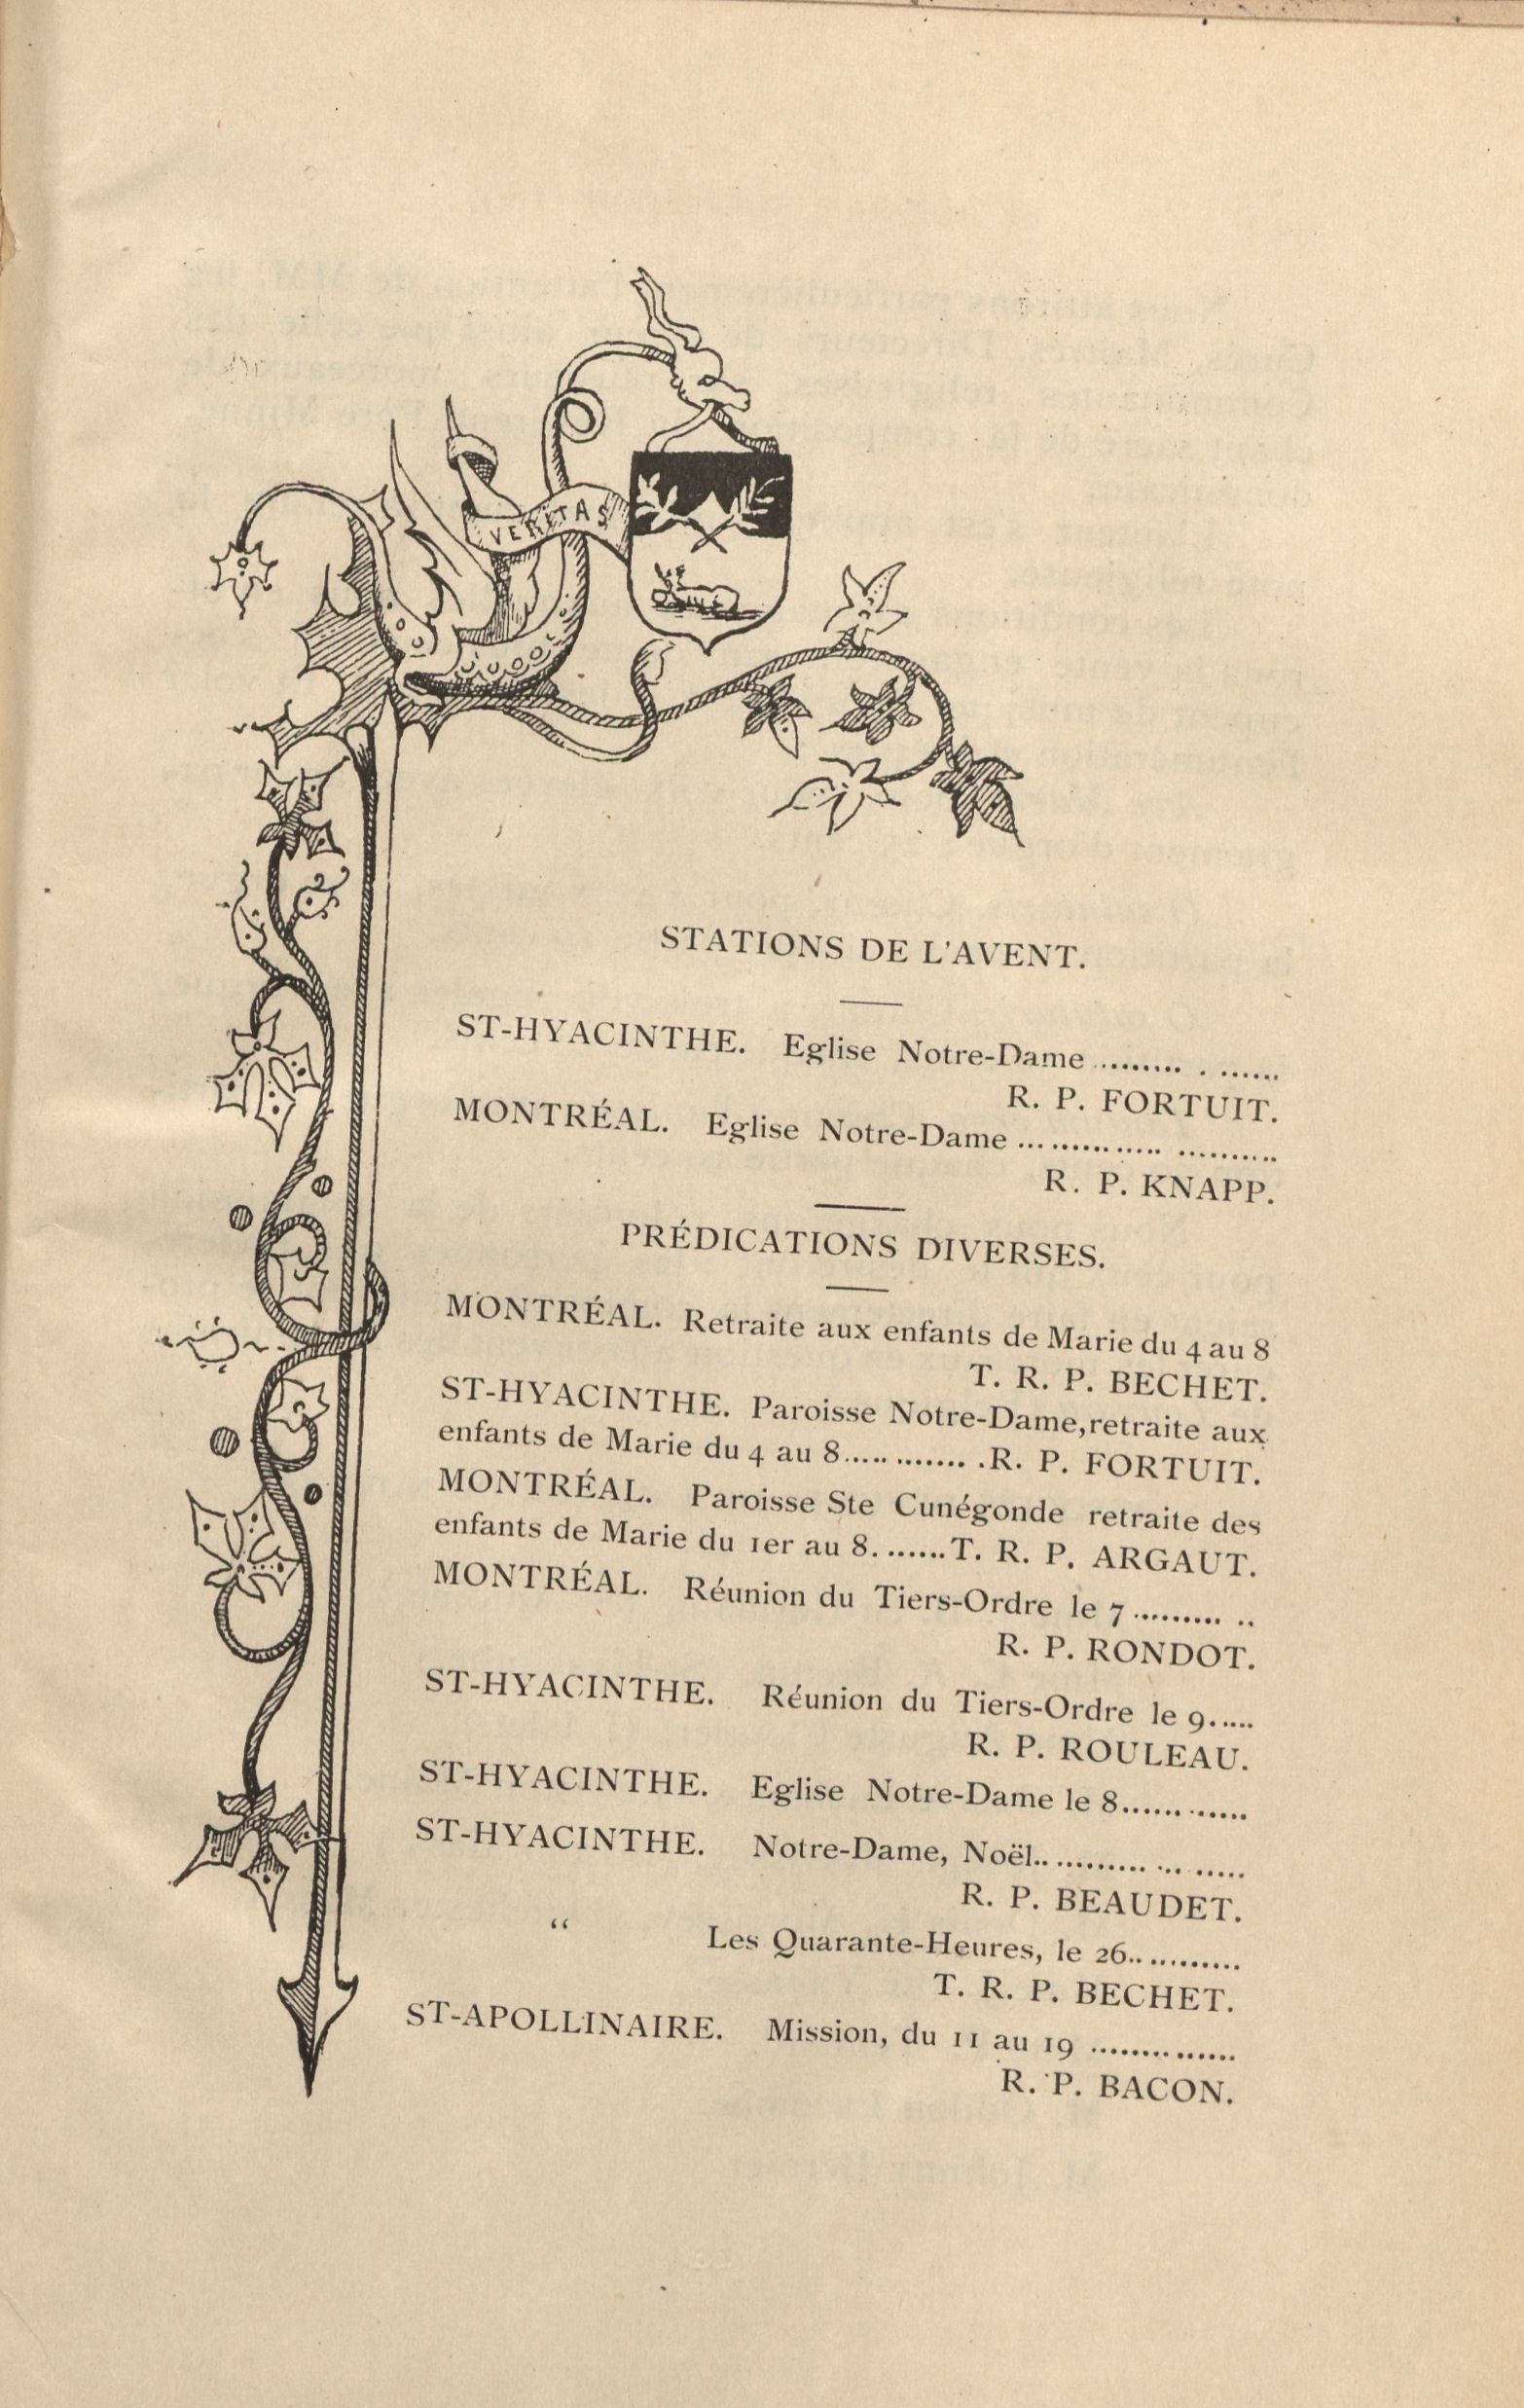 VERITAS
STATIONS DE L'AVENT.
ST-HYACINTHE. Eglise Notre-Dame ......... . ......
R. P. FORTUIT.
MONTRÉAL. Eglise Notre-Dame ... ........... ..........
R. P. KNAPP.
PRÉDICATIONS DIVERSES.
MONTRÉAL. Retraite aux enfants de Marie du 4 au 8
T. R. P. BECHET.
ST-HYACINTHE. Paroisse Notre-Dame, retraite aux
enfants de Marie du 4 au 8..... ....... .R. P. FORTUIT.
MONTRÉAL. Paroisse Ste Cunégonde retraite des
enfants de Marie du 1er au 8. .......T. R. P. ARGAUT.
MONTRÉAL. Réunion du Tiers-Ordre le 7 ......... ..
R. P. RONDOT.
ST-HYACINTHE. Réunion du Tiers-Ordre le 9.....
R. P. ROULEAU.
ST-HYACINTHE. Eglise Notre-Dame le 8...... ......
ST-HYACINTHE. Notre-Dame, Noël.. ......... ... .....
R. P. BEAUDET.
“ Les Quarante-Heures, le 26.. .........
T. R. P. BECHET.
ST-APOLLINAIRE. Mission, du 11 au 19 ..............
R. P. BACON.